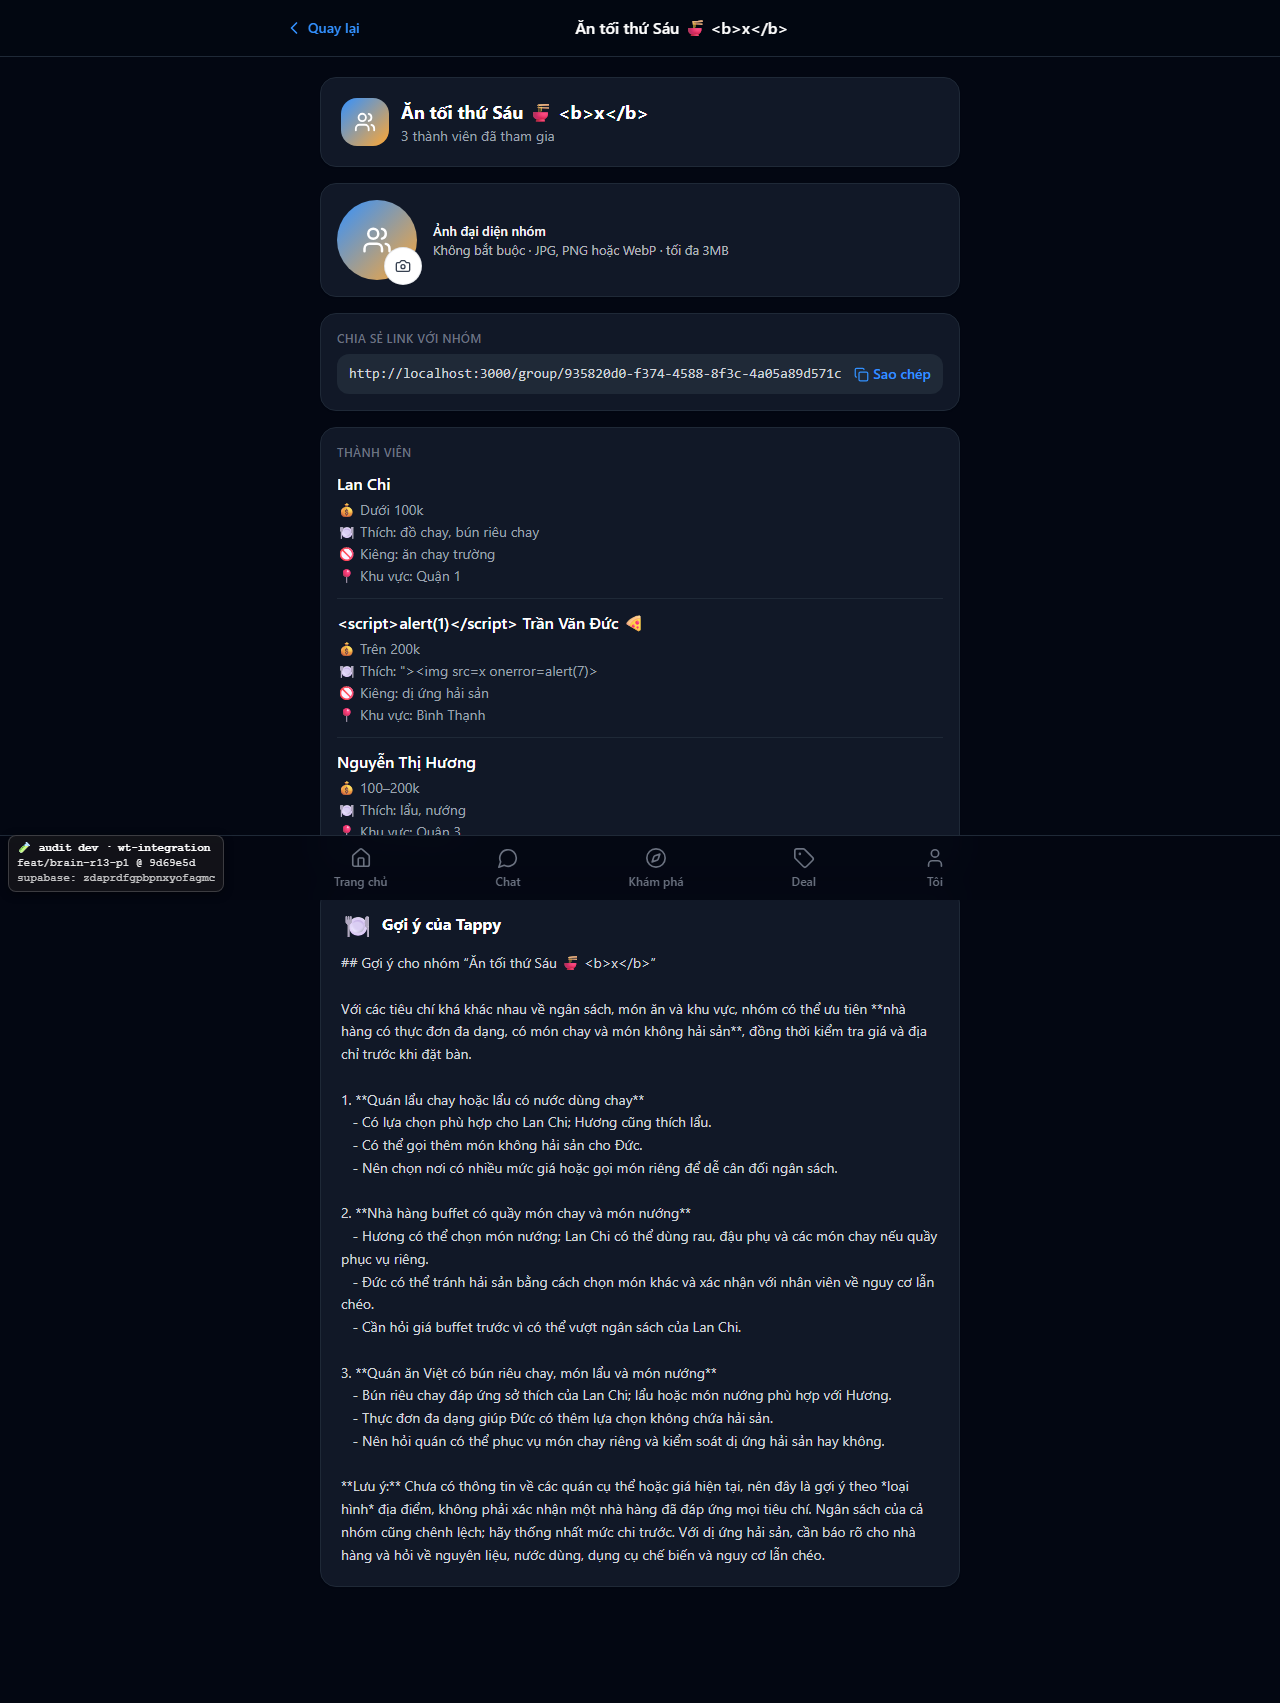 Quay lại
Ăn tối thứ Sáu 🍜 <b>x</b>
Ăn tối thứ Sáu 🍜 <b>x</b>
3 thành viên đã tham gia
Ảnh đại diện nhóm
Không bắt buộc · JPG, PNG hoặc WebP · tối đa 3MB
CHIA SẺ LINK VỚI NHÓM
http://localhost:3000/group/935820d0-f374-4588-8f3c-4a05a89d571c
Sao chép
THÀNH VIÊN
Lan Chi
💰 Dưới 100k
🍽️ Thích: đồ chay, bún riêu chay
🚫 Kiêng: ăn chay trường
📍 Khu vực: Quận 1
<script>alert(1)</script> Trần Văn Đức 🍕
💰 Trên 200k
🍽️ Thích: "><img src=x onerror=alert(7)>
🚫 Kiêng: dị ứng hải sản
📍 Khu vực: Bình Thạnh
Nguyễn Thị Hương
💰 100–200k
🍽️ Thích: lẩu, nướng
📍 Khu vực: Quận 3
🧪 audit dev · wt-integration
feat/brain-r13-p1 @ 9d69e5d
supabase: zdaprdfgpbpnxyofagmc
Trang chủ
Chat
Khám phá
Deal
Tôi
🍽️ Gợi ý của Tappy
## Gợi ý cho nhóm “Ăn tối thứ Sáu 🍜 <b>x</b>”
Với các tiêu chí khá khác nhau về ngân sách, món ăn và khu vực, nhóm có thể ưu tiên **nhà
hàng có thực đơn đa dạng, có món chay và món không hải sản**, đồng thời kiểm tra giá và địa
chỉ trước khi đặt bàn.
1. **Quán lẩu chay hoặc lẩu có nước dùng chay**
- Có lựa chọn phù hợp cho Lan Chi; Hương cũng thích lẩu.
- Có thể gọi thêm món không hải sản cho Đức.
- Nên chọn nơi có nhiều mức giá hoặc gọi món riêng để dễ cân đối ngân sách.
2. **Nhà hàng buffet có quầy món chay và món nướng**
- Hương có thể chọn món nướng; Lan Chi có thể dùng rau, đậu phụ và các món chay nếu quầy
phục vụ riêng.
- Đức có thể tránh hải sản bằng cách chọn món khác và xác nhận với nhân viên về nguy cơ lẫn
chéo.
- Cần hỏi giá buffet trước vì có thể vượt ngân sách của Lan Chi.
3. **Quán ăn Việt có bún riêu chay, món lẩu và món nướng**
- Bún riêu chay đáp ứng sở thích của Lan Chi; lẩu hoặc món nướng phù hợp với Hương.
- Thực đơn đa dạng giúp Đức có thêm lựa chọn không chứa hải sản.
- Nên hỏi quán có thể phục vụ món chay riêng và kiểm soát dị ứng hải sản hay không.
**Lưu ý:** Chưa có thông tin về các quán cụ thể hoặc giá hiện tại, nên đây là gợi ý theo *loại
hình* địa điểm, không phải xác nhận một nhà hàng đã đáp ứng mọi tiêu chí. Ngân sách của cả
nhóm cũng chênh lệch; hãy thống nhất mức chi trước. Với dị ứng hải sản, cần báo rõ cho nhà
hàng và hỏi về nguyên liệu, nước dùng, dụng cụ chế biến và nguy cơ lẫn chéo.